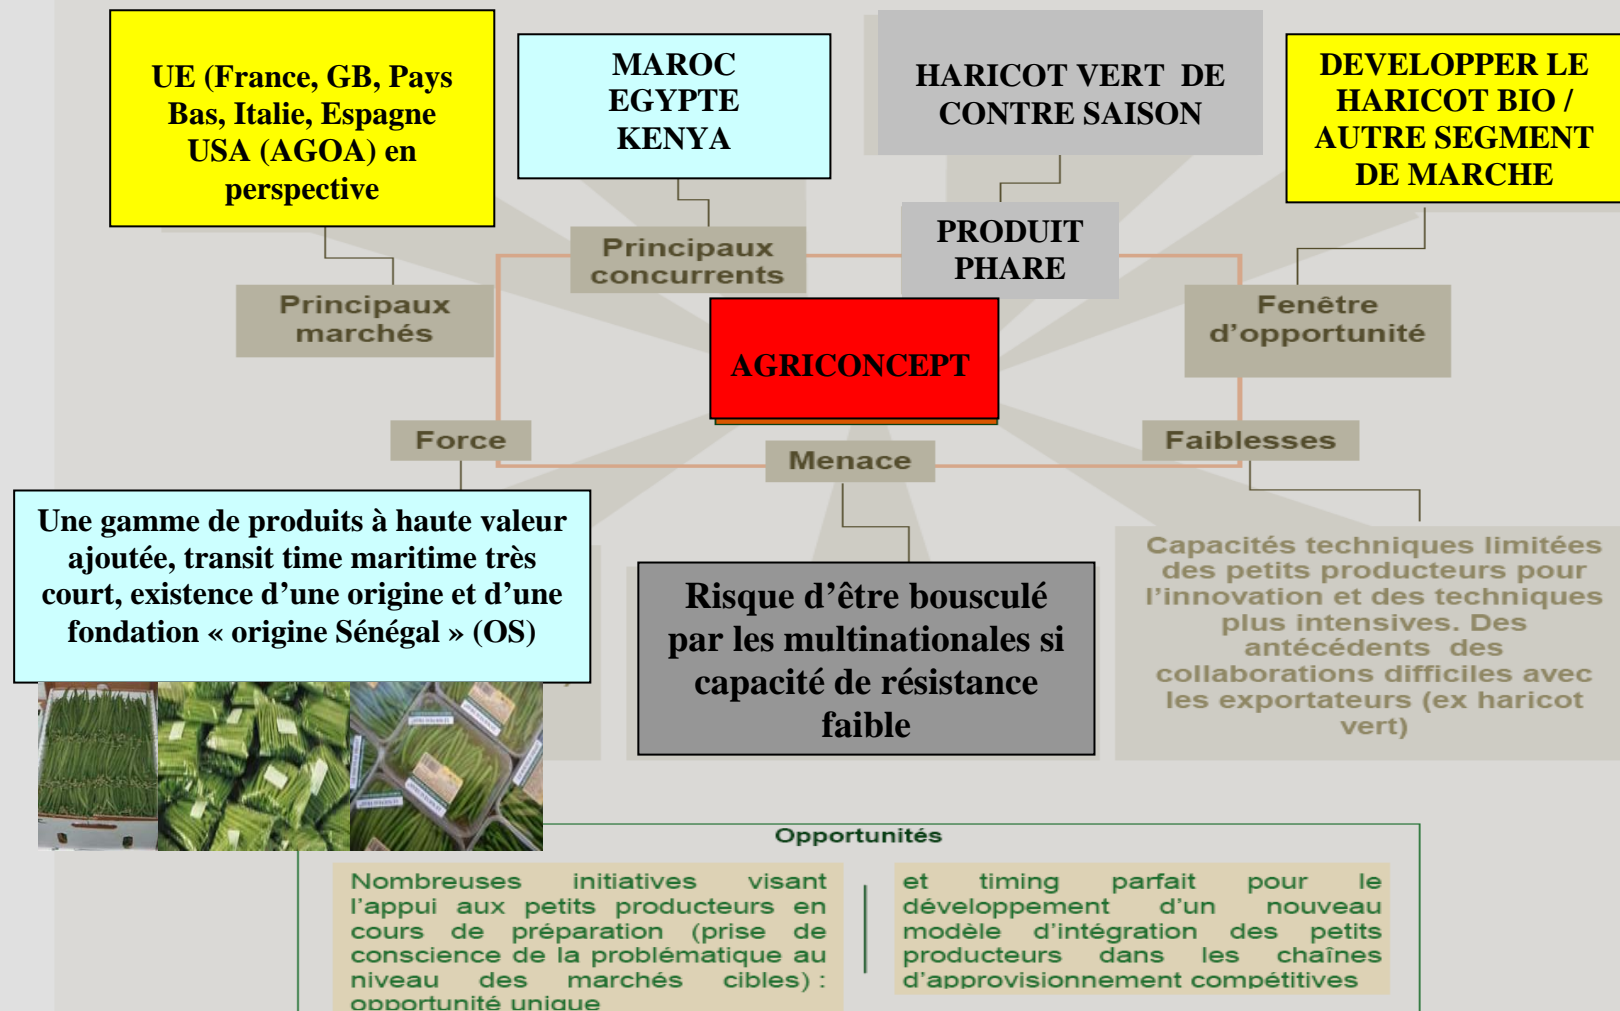 UE (France, GB, Pays
Bas, Italie, Espagne
USA (AGOA) en
perspective
MAROC
EGYPTE
KENYA
HARICOT VERT DE
CONTRE SAISON
DEVELOPPER LE
HARICOT BIO /
AUTRE SEGMENT
DE MARCHE
Principaux
marchés
Principaux
concurrents
PRODUIT
PHARE
Fenêtre
d’opportunité
AGRICONCEPT
Force
Menace
Faiblesses
Une gamme de produits à haute valeur
ajoutée, transit time maritime très
court, existence d’une origine et d’une
fondation « origine Sénégal » (OS)
Risque d’être bousculé
par les multinationales si
capacité de résistance
faible
Capacités techniques limitées
des petits producteurs pour
l’innovation et des techniques
plus intensives. Des
antécédents des
collaborations difficiles avec
les exportateurs (ex haricot
vert)
Opportunités
Nombreuses initiatives visant
l’appui aux petits producteurs en
cours de préparation (prise de
conscience de la problématique au
niveau des marchés cibles) :
opportunité unique
et timing parfait pour le
développement d’un nouveau
modèle d’intégration des petits
producteurs dans les chaînes
d’approvisionnement compétitives